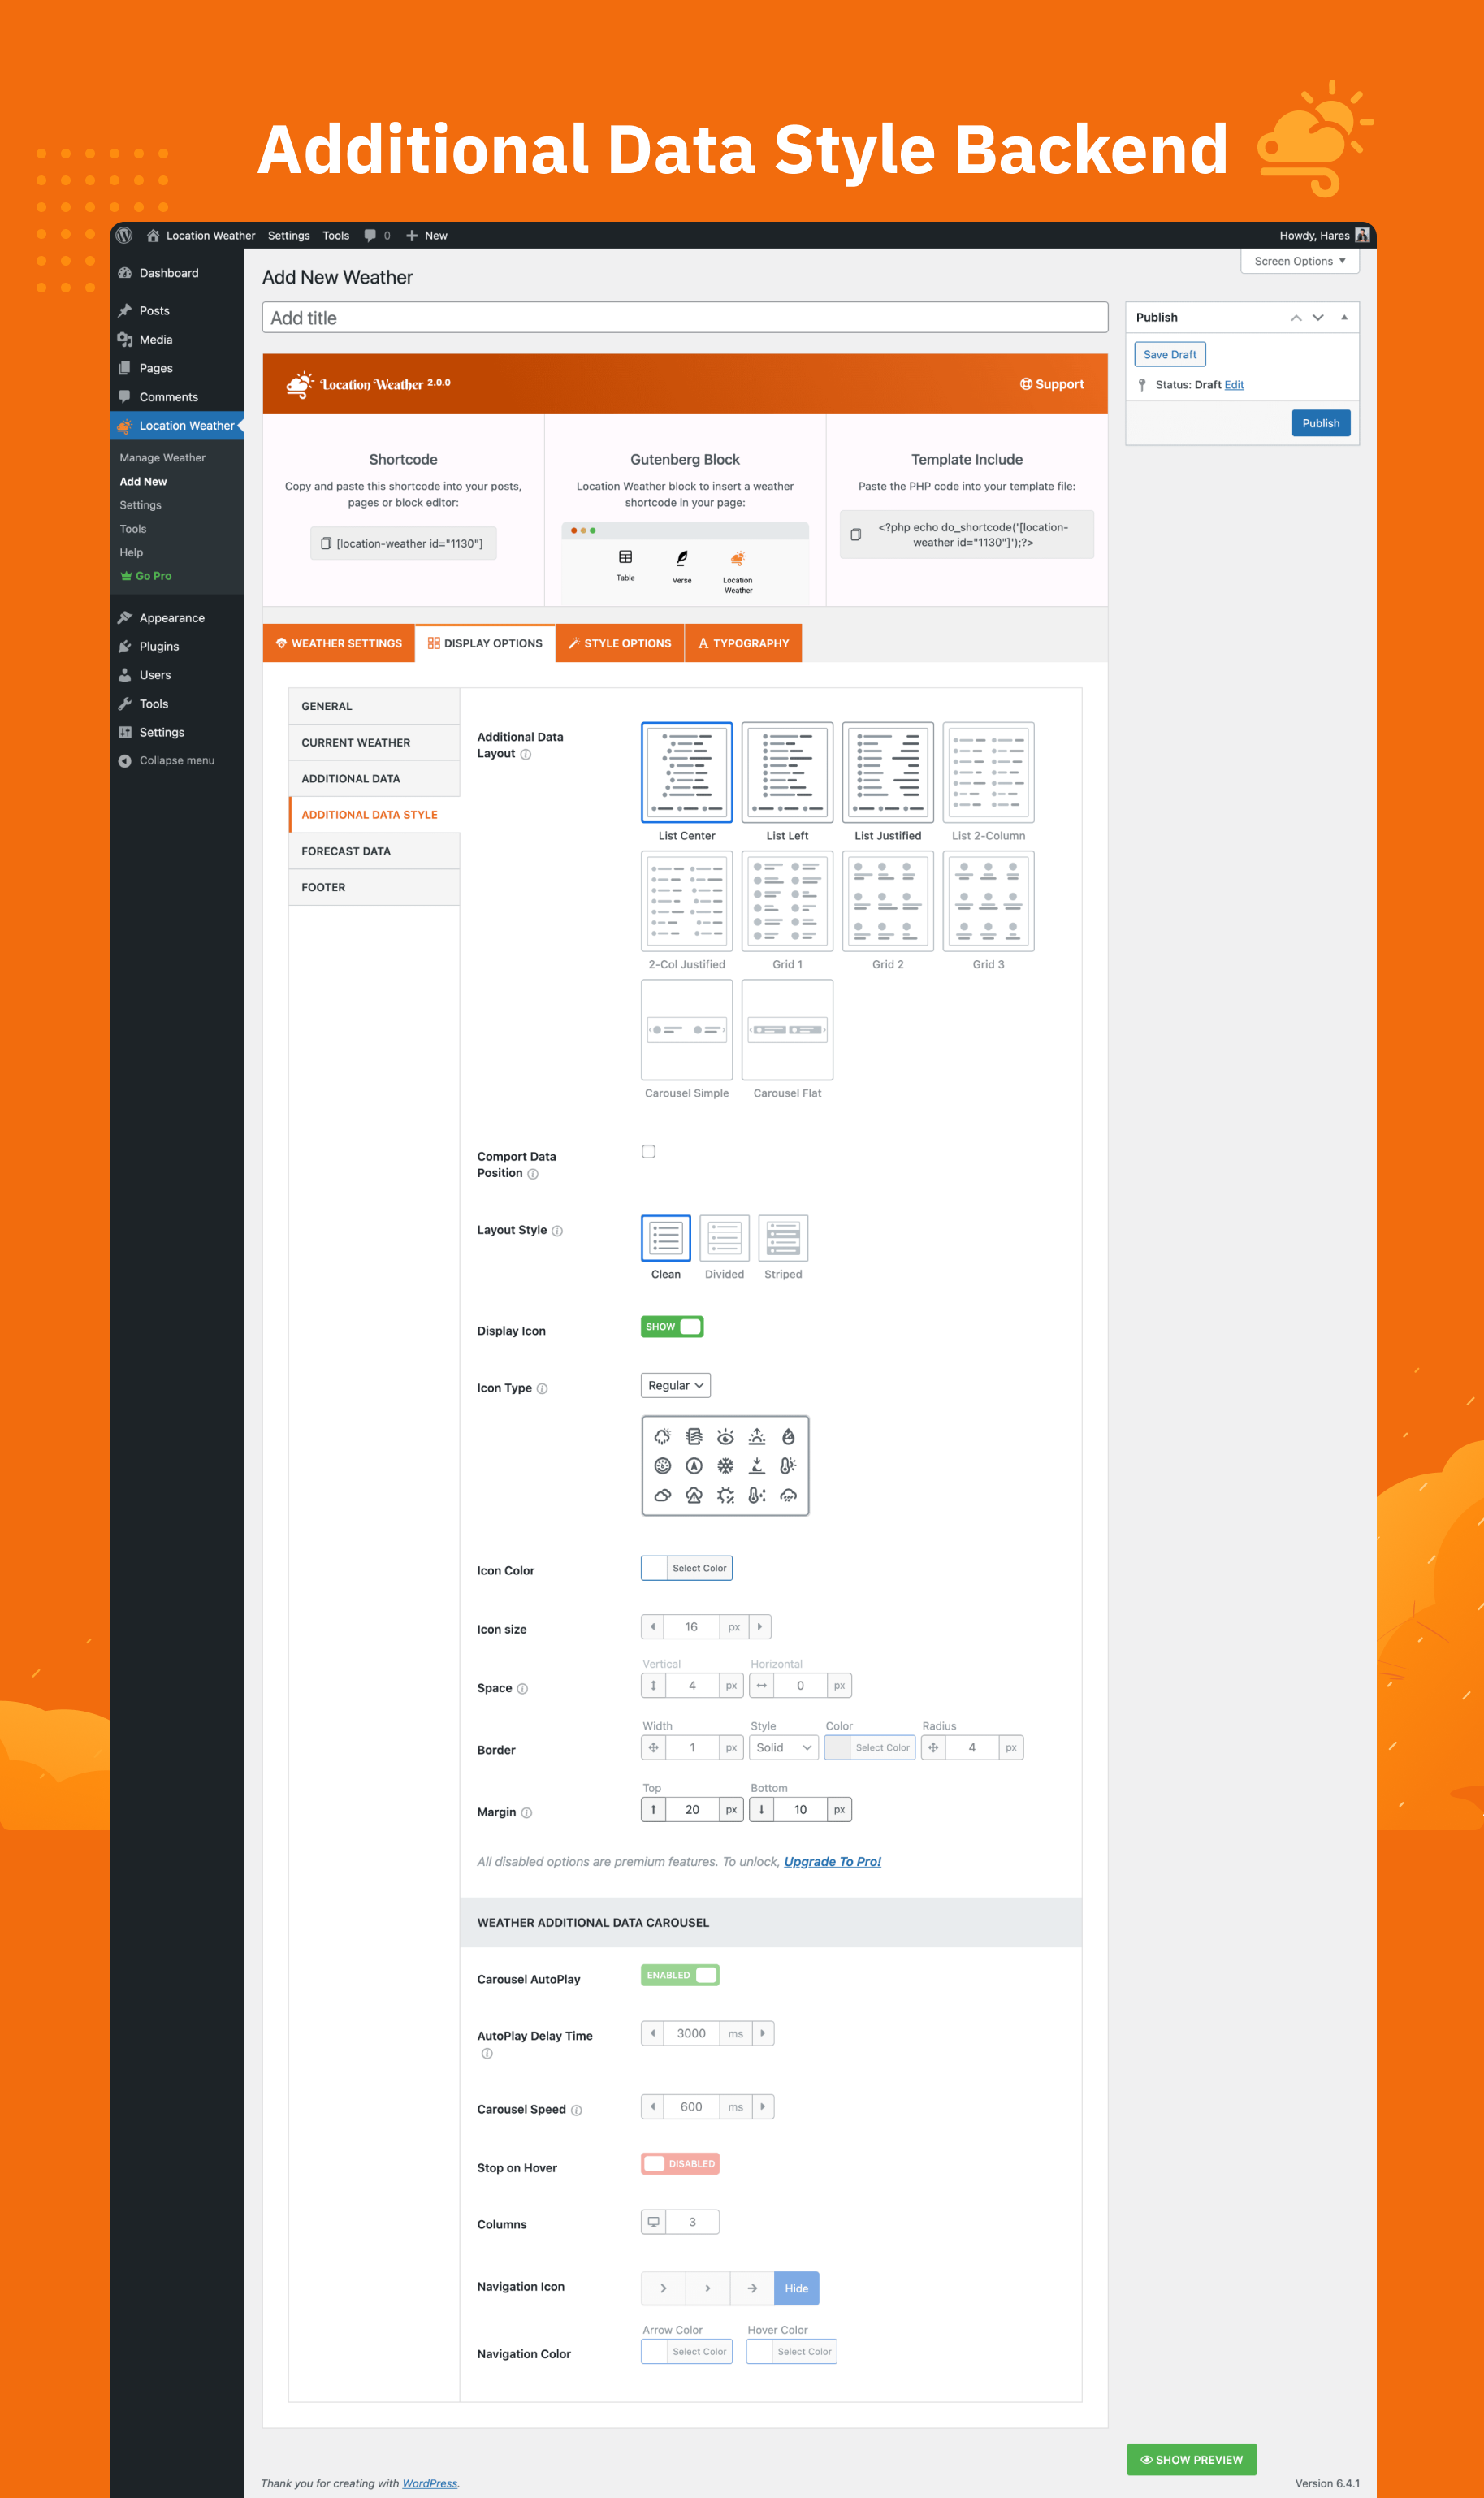 Additional Data Style Backend
Location Weather Settings Tools 0 New
Howdy, Hares
Screen Options
Dashboard
Posts
Media
Pages
Comments
Location Weather
Manage Weather
Add New
Settings
Tools
Help
Go Pro
Appearance
Plugins
Users
Tools
Settings
Collapse menu
Add New Weather
Add title
Publish
Save Draft
Status: Draft Edit
Publish
Location Weather 2.0.0
Support
Shortcode
Copy and paste this shortcode into your posts,
pages or block editor:
[location-weather id="1130"]
Gutenberg Block
Location Weather block to insert a weather
shortcode in your page:
Table
Verse
Location
Weather
Template Include
Paste the PHP code into your template file:
<?php echo do_shortcode('[location-
weather id="1130"]');?>
WEATHER SETTINGS
DISPLAY OPTIONS
STYLE OPTIONS
TYPOGRAPHY
GENERAL
CURRENT WEATHER
ADDITIONAL DATA
ADDITIONAL DATA STYLE
FORECAST DATA
FOOTER
Additional Data
Layout
List Center
List Left
List Justified
List 2-Column
2-Col Justified
Grid 1
Grid 2
Grid 3
Carousel Simple
Carousel Flat
Comport Data
Position
Layout Style
Clean
Divided
Striped
Display Icon
SHOW
Icon Type
Regular
Icon Color
Select Color
Icon size
16 px
Vertical
Horizontal
Space
4 px
0 px
Width
Style
Color
Radius
Border
1 px
Solid
Select Color
4 px
Top
Bottom
Margin
20 px
10 px
All disabled options are premium features. To unlock, Upgrade To Pro!
WEATHER ADDITIONAL DATA CAROUSEL
Carousel AutoPlay
ENABLED
AutoPlay Delay Time
3000 ms
Carousel Speed
600 ms
Stop on Hover
DISABLED
Columns
3
Navigation Icon
Hide
Arrow Color
Hover Color
Navigation Color
Select Color
Select Color
SHOW PREVIEW
Thank you for creating with WordPress.
Version 6.4.1